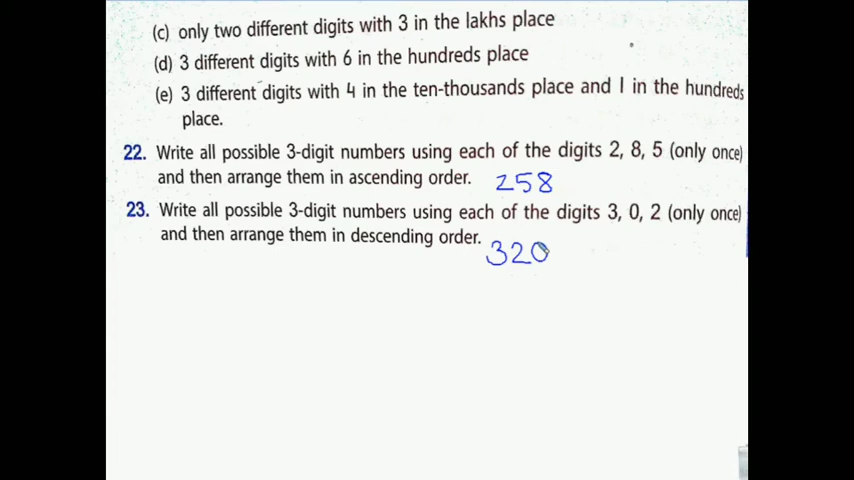 (c) only two different digits with 3 in the lakhs place
(d) 3 different digits with 6 in the hundreds place
(e) 3 different digits with 4 in the ten-thousands place and 1 in the hundreds
place.
22. Write all possible 3-digit numbers using each of the digits 2, 8, 5 (only once)
and then arrange them in ascending order. 258
23. Write all possible 3-digit numbers using each of the digits 3, 0, 2 (only once)
and then arrange them in descending order.
320